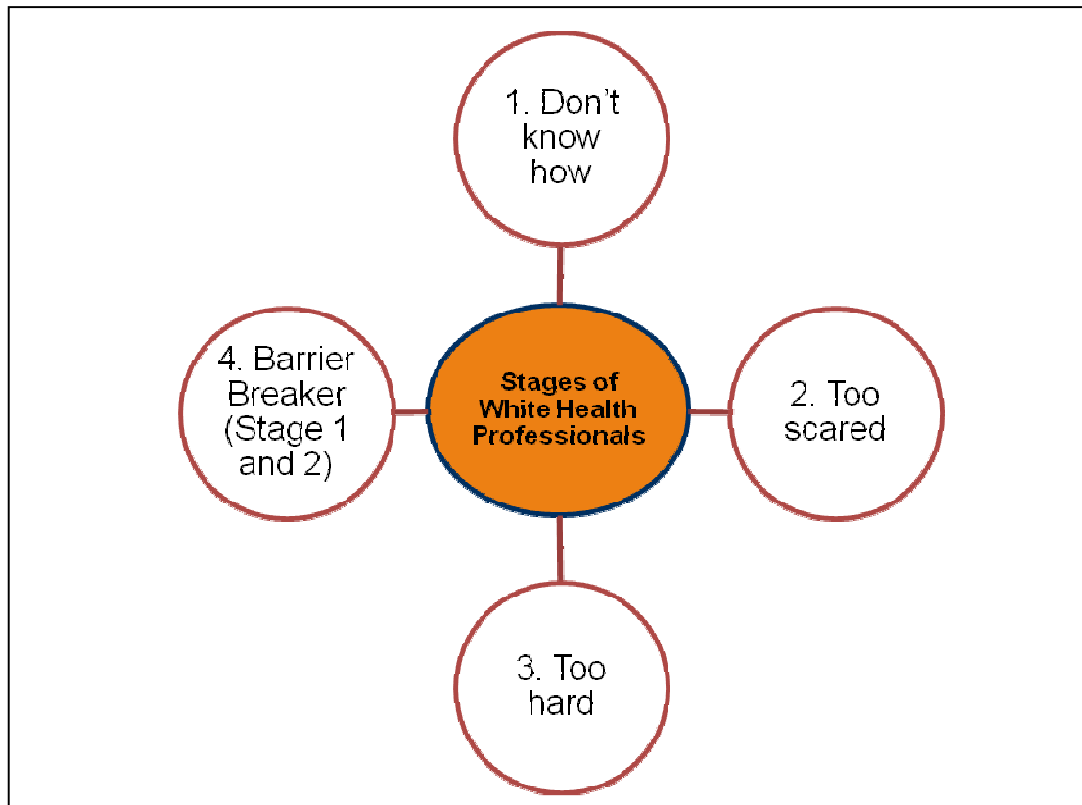 1. Don't
know
how
4. Barrier
Breaker
(Stage 1
and 2)
Stages of
White Health
Professionals
2. Too
scared
3. Too
hard